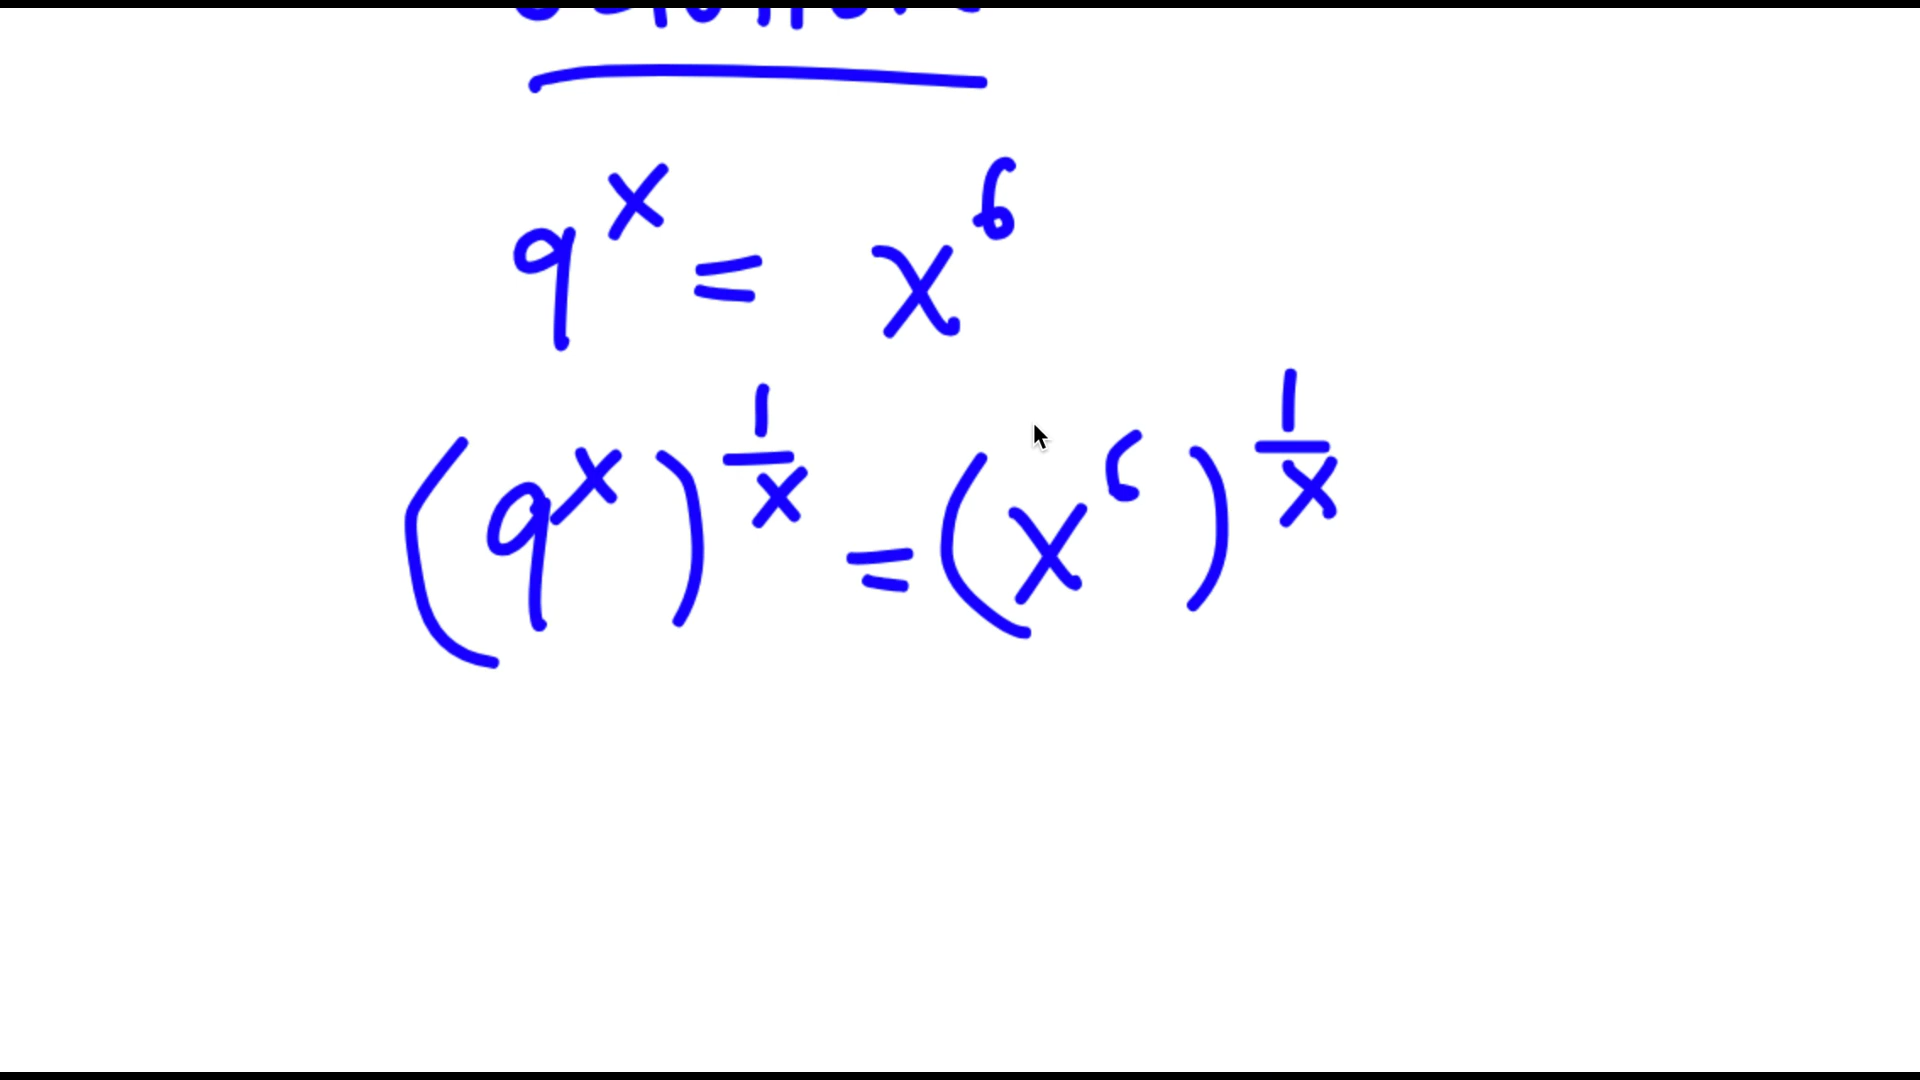 9^x = x^6
(9^x)^{1/x} = (x^6)^{1/x}